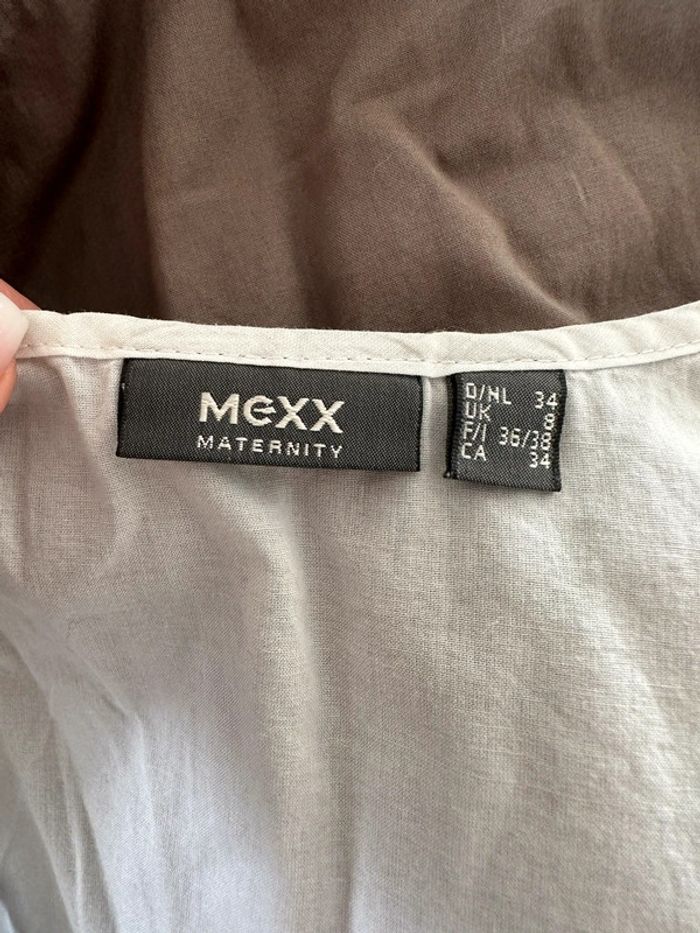 MEXX
MATERNITY
D/NL 34
UK 8
F/I 36/38
CA 34